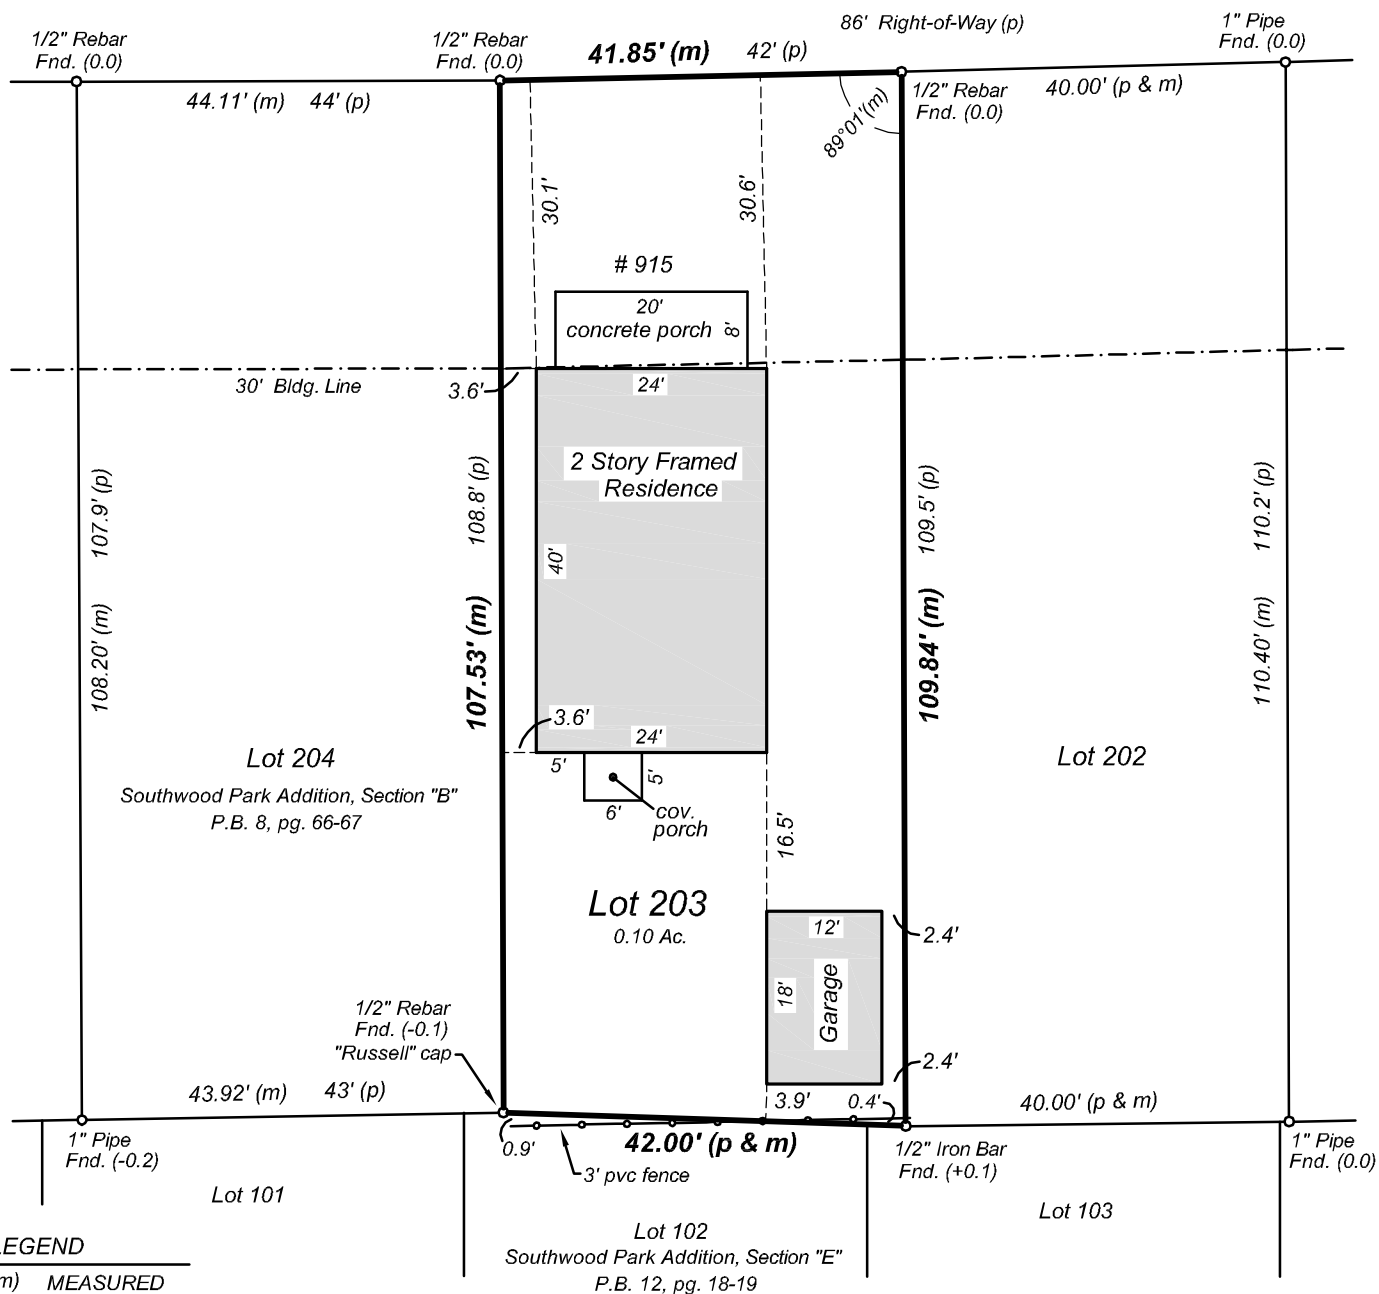 86' Right-of-Way (p)
1/2" Rebar
Fnd. (0.0)
1/2" Rebar
Fnd. (0.0)
41.85' (m) 42' (p)
1" Pipe
Fnd. (0.0)
44.11' (m) 44' (p)
89°01'(m)
1/2" Rebar
Fnd. (0.0)
40.00' (p & m)
30.1'
30.6'
# 915
20'
concrete porch
8'
30' Bldg. Line
3.6'
24'
2 Story Framed
Residence
107.9' (p)
108.8' (p)
109.5' (p)
110.2' (p)
40'
108.20' (m)
107.53' (m)
109.84' (m)
110.40' (m)
3.6'
24'
Lot 204
Southwood Park Addition, Section "B"
P.B. 8, pg. 66-67
Lot 202
5'
5'
6'
cov.
porch
16.5'
Lot 203
0.10 Ac.
12'
2.4'
18'
Garage
1/2" Rebar
Fnd. (-0.1)
"Russell" cap
2.4'
43.92' (m) 43' (p)
3.9'
0.4'
40.00' (p & m)
1" Pipe
Fnd. (-0.2)
0.9'
42.00' (p & m)
1/2" Iron Bar
Fnd. (+0.1)
1" Pipe
Fnd. (0.0)
3' pvc fence
Lot 101
Lot 102
Southwood Park Addition, Section "E"
P.B. 12, pg. 18-19
Lot 103
EGEND
m) MEASURED